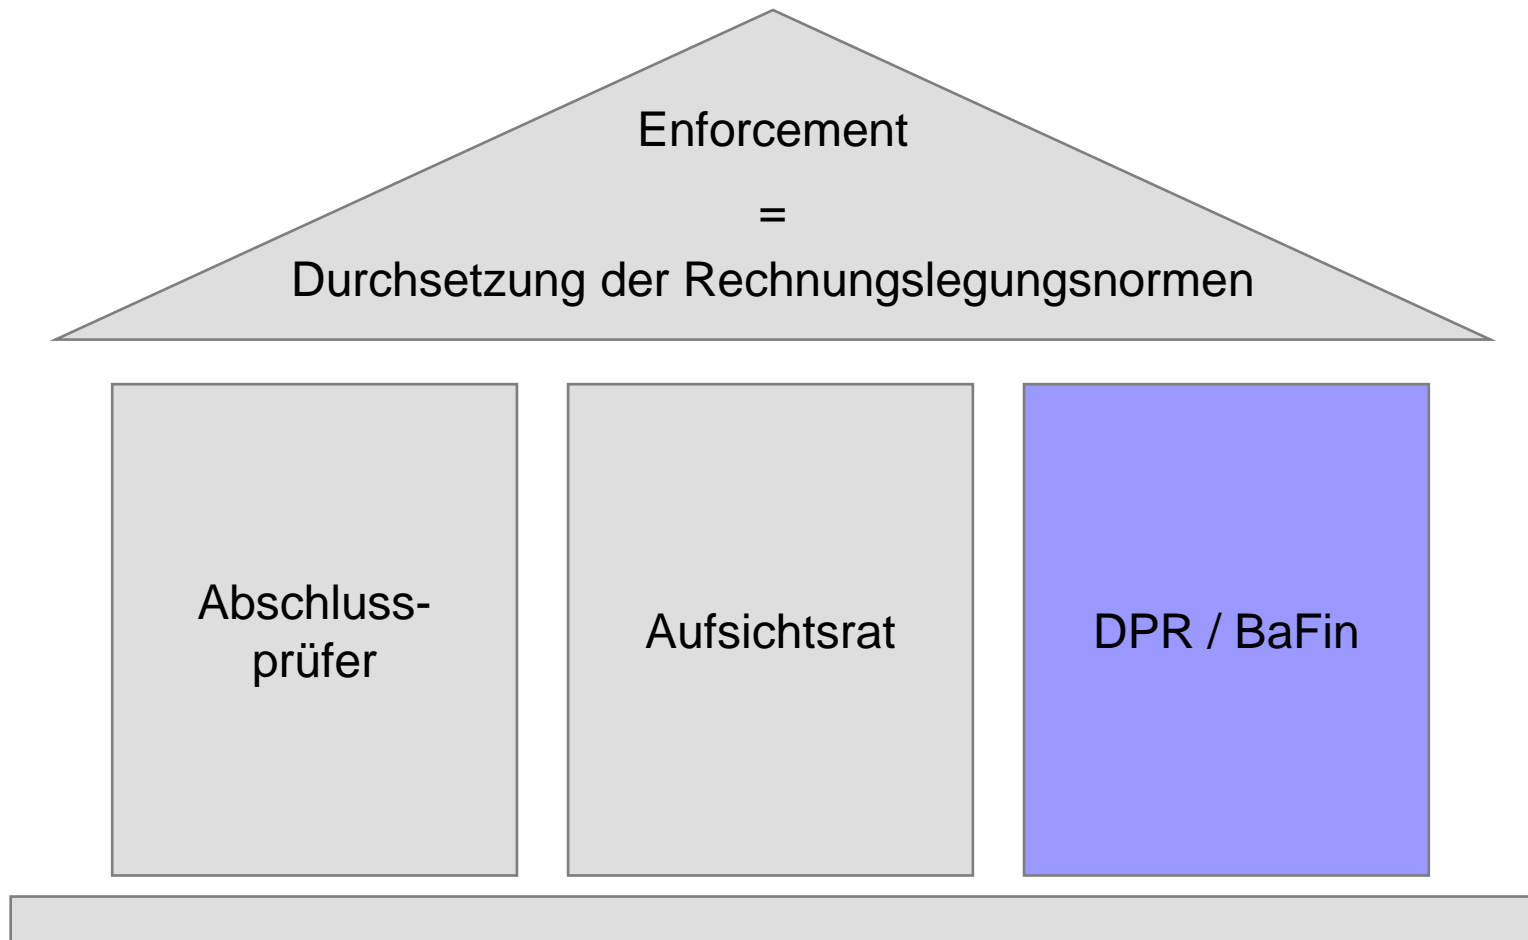 Enforcement
=
Durchsetzung der Rechnungslegungsnormen
Abschluss-
prüfer
Aufsichtsrat
DPR / BaFin